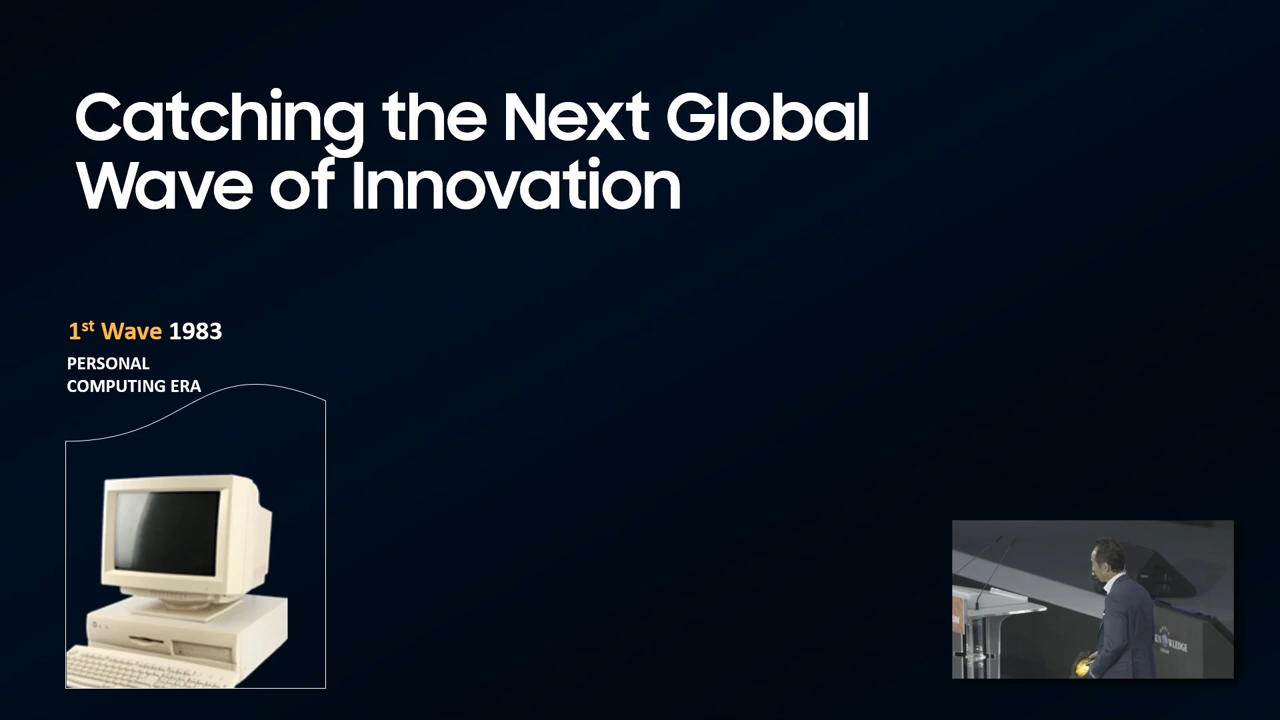 Catching the Next Global
Wave of Innovation
1st Wave 1983
PERSONAL
COMPUTING ERA